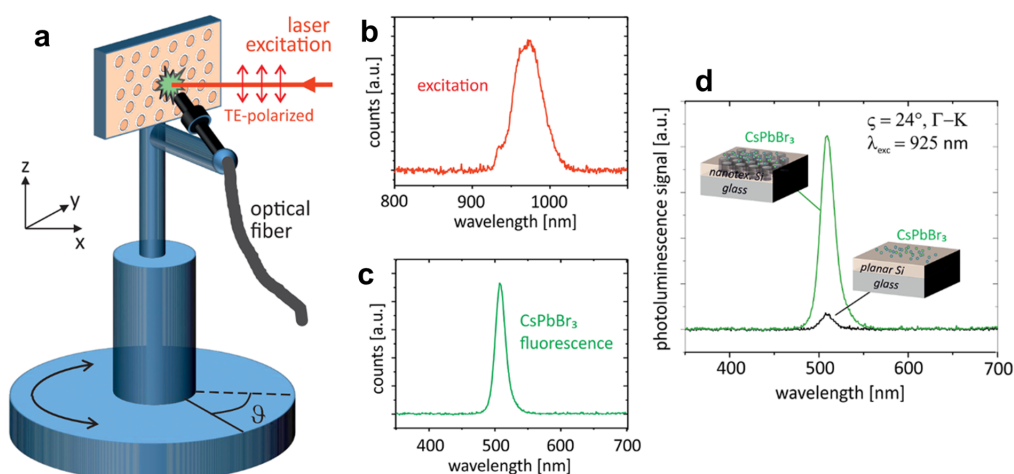 a
laser
excitation
TE-polarized
z
y
x
optical
fiber
ϑ
b
counts [a.u.]
excitation
800 900 1000
wavelength [nm]
c
counts [a.u.]
CsPbBr₃
fluorescence
400 500 600 700
wavelength [nm]
d
photoluminescence signal [a.u.]
ς = 24°, Γ–K
λexc = 925 nm
CsPbBr₃
nanotex. Si
glass
CsPbBr₃
planar Si
glass
400 500 600 700
wavelength [nm]